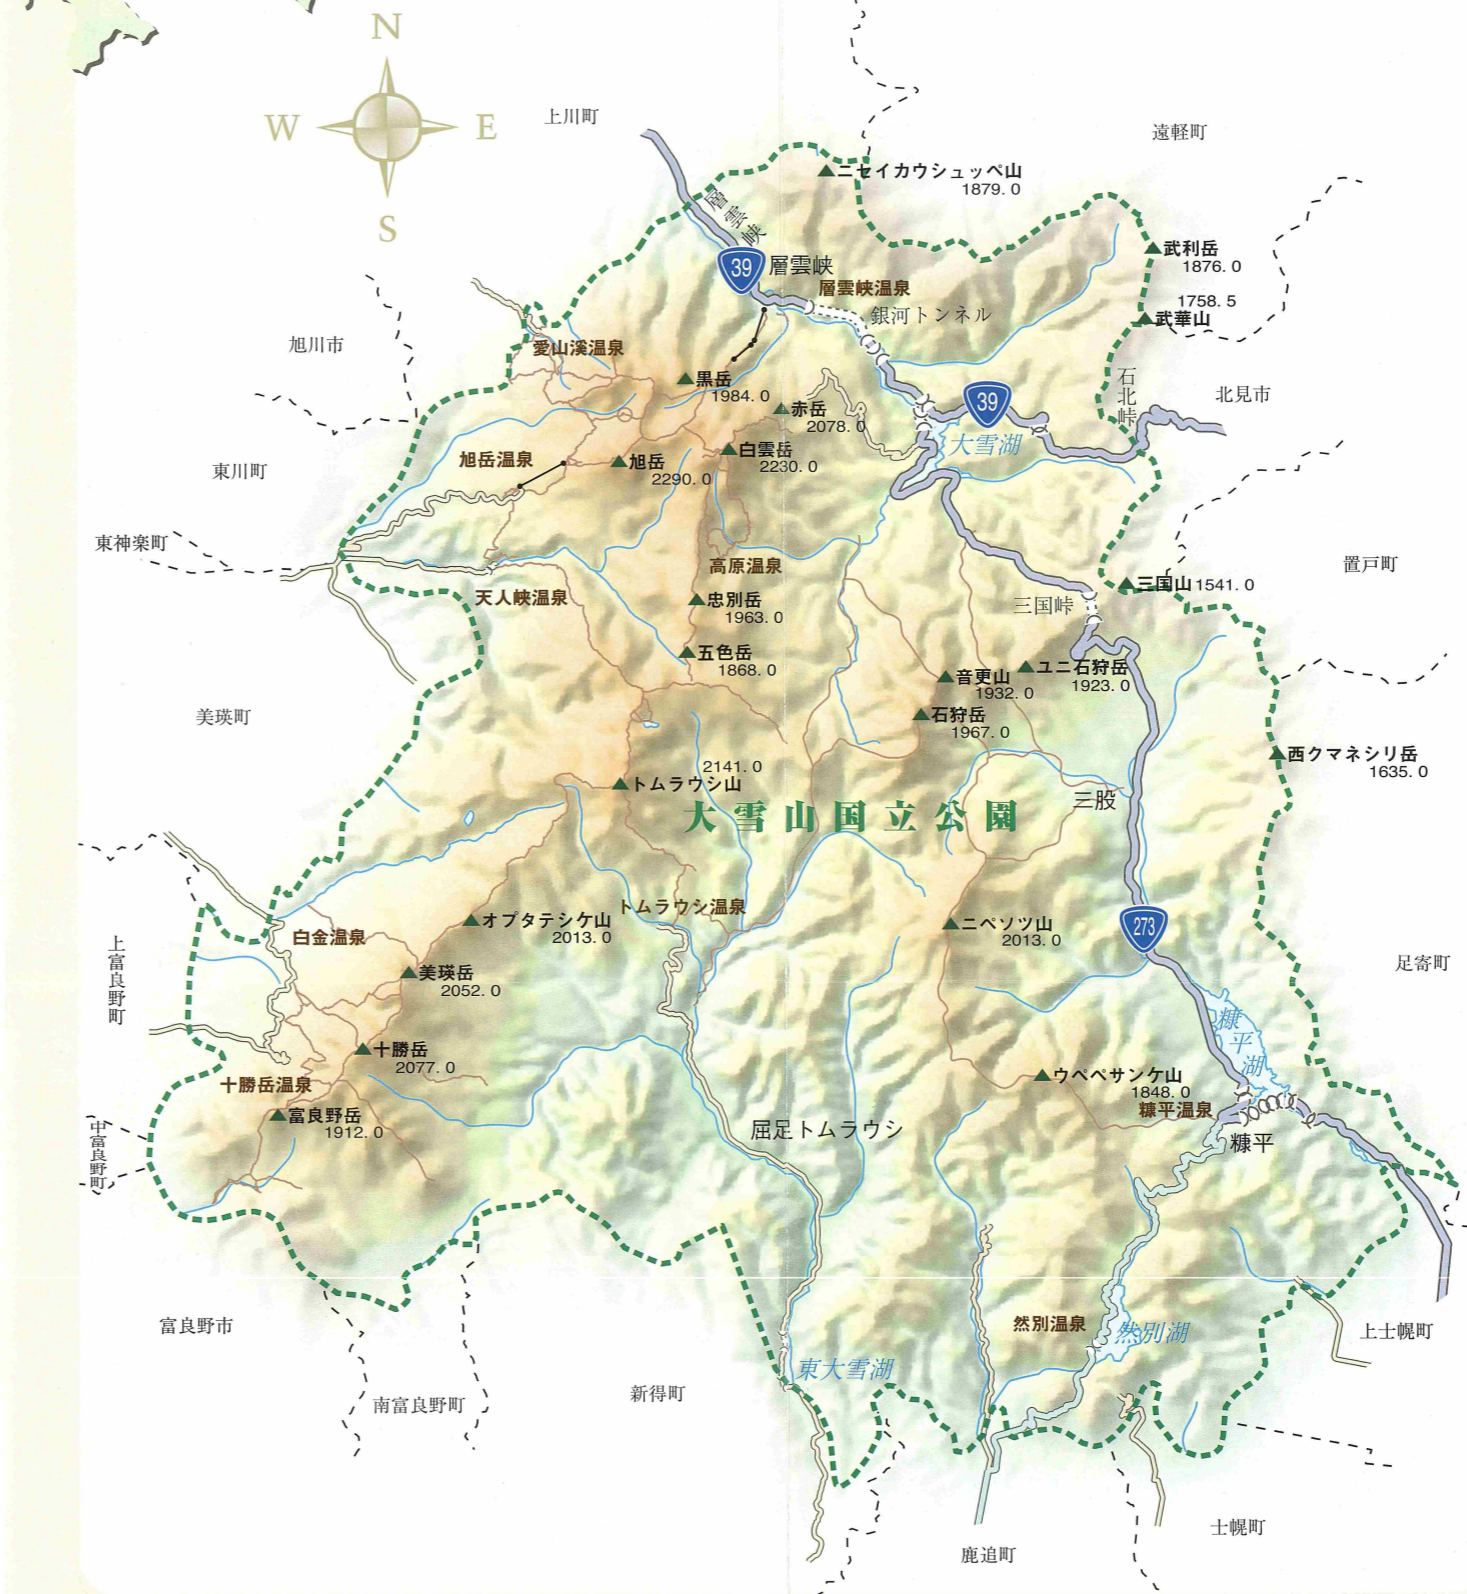 N
W
E
S
上川町
遠軽町
ニセイカウシュッペ山
1879.0
層雲峡
武利岳
1876.0
39
層雲峡
層雲峡温泉
1758.5
武華山
銀河トンネル
旭川市
愛山溪温泉
黒岳
1984.0
石北峠
北見市
39
赤岳
2078.0
大雪湖
白雲岳
2230.0
旭岳温泉
旭岳
2290.0
東川町
東神楽町
高原温泉
置戸町
天人峡温泉
忠別岳
1963.0
三国峠
三国山 1541.0
五色岳
1868.0
音更山
1932.0
ユニ石狩岳
1923.0
美瑛町
石狩岳
1967.0
西クマネシリ岳
1635.0
2141.0
トムラウシ山
三股
大雪山国立公園
トムラウシ温泉
オプタテシケ山
2013.0
ニペソツ山
2013.0
273
白金温泉
上富良野町
美瑛岳
2052.0
足寄町
糠平湖
十勝岳
2077.0
十勝岳温泉
ウペペサンケ山
1848.0
糠平温泉
富良野岳
1912.0
中富良野町
屈足トムラウシ
糠平
富良野市
然別温泉
然別湖
上士幌町
東大雪湖
南富良野町
新得町
士幌町
鹿追町